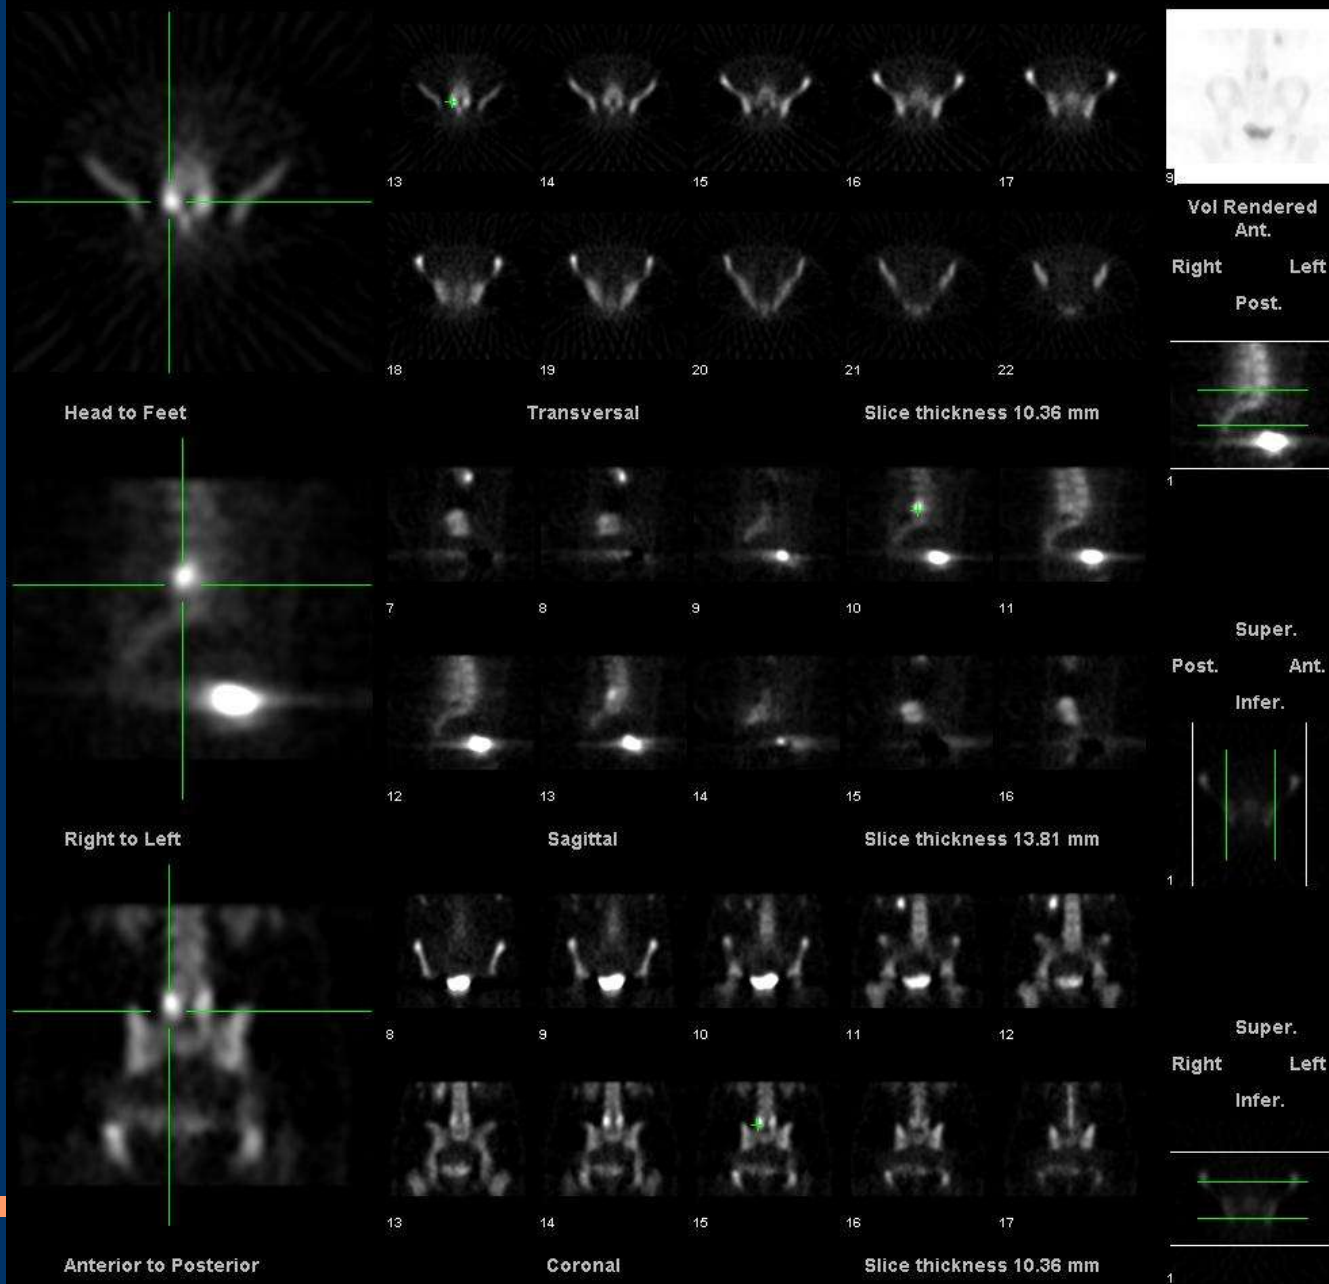 13 14 15 16 17
9
Vol Rendered
Ant.
Right Left
Post.
18 19 20 21 22
Head to Feet Transversal Slice thickness 10.36 mm
1
7 8 9 10 11
Super.
Post. Ant.
Infer.
12 13 14 15 16
Right to Left Sagittal Slice thickness 13.81 mm
1
8 9 10 11 12
Super.
Right Left
Infer.
13 14 15 16 17
Anterior to Posterior Coronal Slice thickness 10.36 mm
1